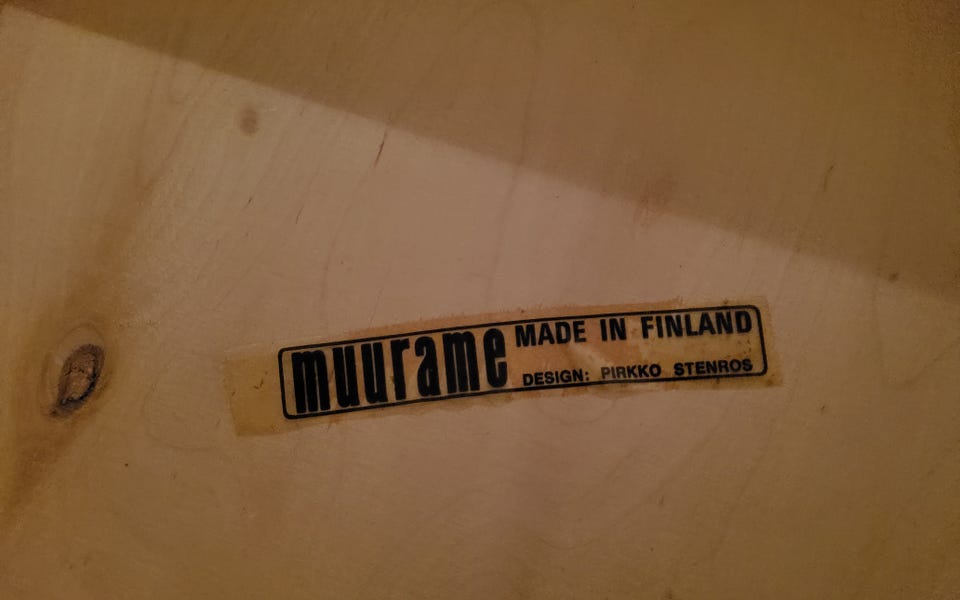 muurame
MADE IN FINLAND
DESIGN: PIRKKO STENROS